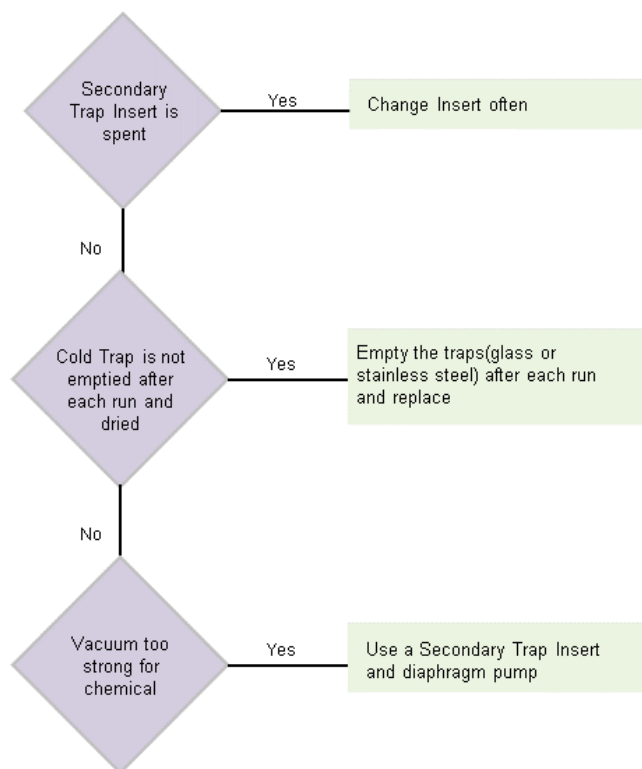 Secondary
Trap Insert is
spent
Yes
Change Insert often
No
Cold Trap is not
emptied after
each run and
dried
Yes
Empty the traps(glass or
stainless steel) after each run
and replace
No
Vacuum too
strong for
chemical
Yes
Use a Secondary Trap Insert
and diaphragm pump